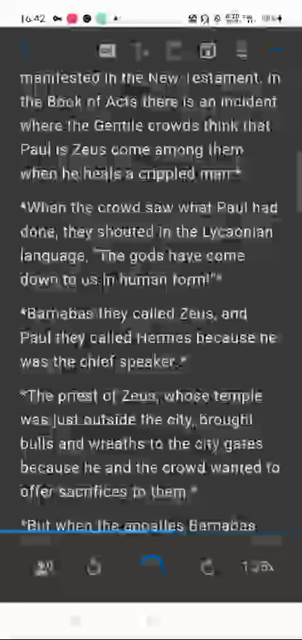 16:42
manifested in the New Testament. In
the Book of Acts there is an incident
where the Gentile crowds think that
Paul is Zeus come among them
when he heals a crippled man*
*When the crowd saw what Paul had
done, they shouted in the Lycaonian
language, "The gods have come
down to us in human form!"*
*Barnabas they called Zeus, and
Paul they called Hermes because he
was the chief speaker.*
*The priest of Zeus, whose temple
was just outside the city, brought
bulls and wreaths to the city gates
because he and the crowd wanted to
offer sacrifices to them.*
*But when the apostles Barnabas